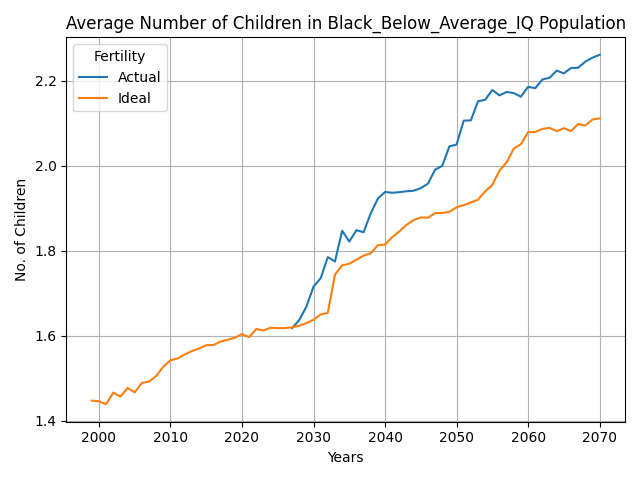 Average Number of Children in Black_Below_Average_IQ Population
Fertility
Actual
Ideal
No. of Children
2.2
2.0
1.8
1.6
1.4
2000 2010 2020 2030 2040 2050 2060 2070
Years